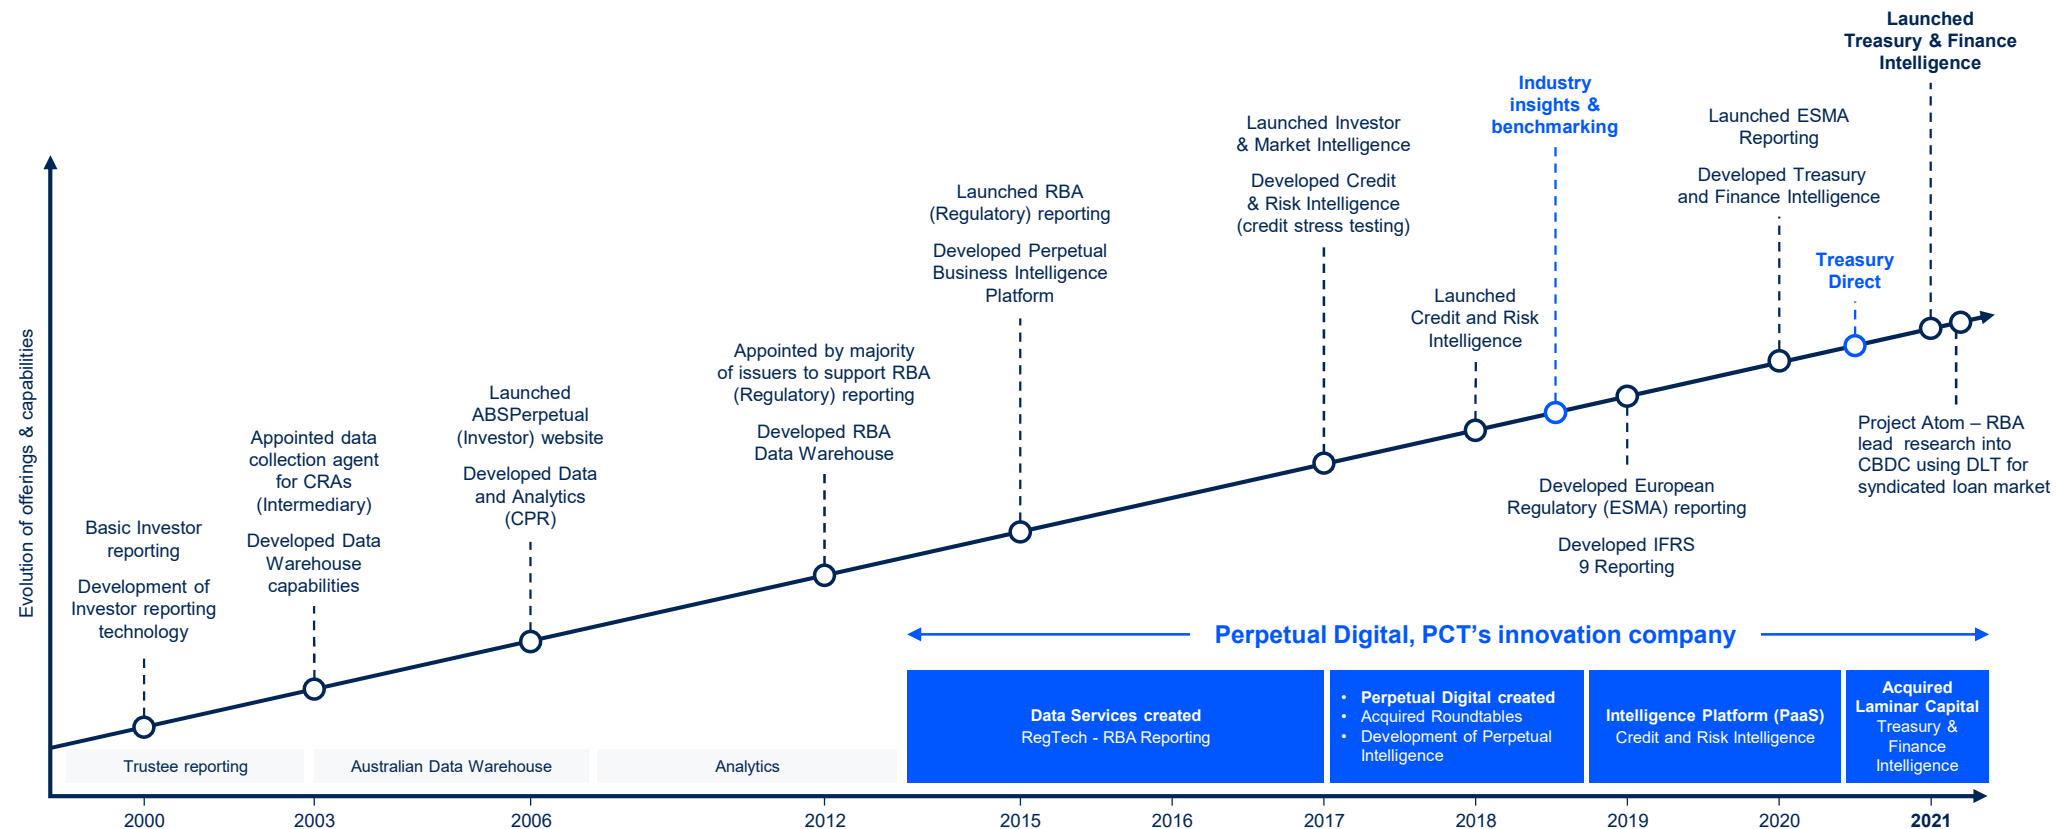 Evolution of offerings & capabilities
Basic Investor
reporting
Development of
Investor reporting
technology
Appointed data
collection agent
for CRAs
(Intermediary)
Developed Data
Warehouse
capabilities
Launched
ABSPerpetual
(Investor) website
Developed Data
and Analytics
(CPR)
Appointed by majority
of issuers to support RBA
(Regulatory) reporting
Developed RBA
Data Warehouse
Launched RBA
(Regulatory) reporting
Developed Perpetual
Business Intelligence
Platform
Launched Investor
& Market Intelligence
Developed Credit
& Risk Intelligence
(credit stress testing)
Launched
Credit and Risk
Intelligence
Industry
insights &
benchmarking
Developed European
Regulatory (ESMA) reporting
Developed IFRS
9 Reporting
Launched ESMA
Reporting
Developed Treasury
and Finance Intelligence
Treasury
Direct
Launched
Treasury & Finance
Intelligence
Project Atom – RBA
lead research into
CBDC using DLT for
syndicated loan market
Perpetual Digital, PCT’s innovation company
Trustee reporting
Australian Data Warehouse
Analytics
Data Services created
RegTech - RBA Reporting
• Perpetual Digital created
• Acquired Roundtables
• Development of Perpetual
Intelligence
Intelligence Platform (PaaS)
Credit and Risk Intelligence
Acquired
Laminar Capital
Treasury &
Finance
Intelligence
2000 2003 2006 2012 2015 2016 2017 2018 2019 2020 2021